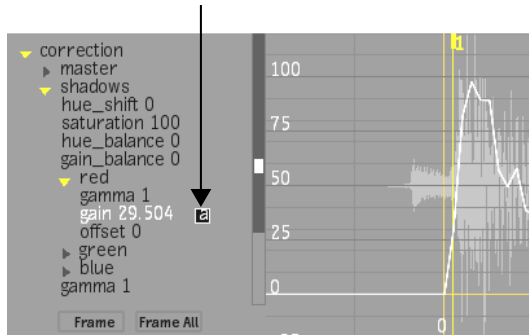 correction
master
shadows
hue_shift 0
saturation 100
hue_balance 0
gain_balance 0
red
gamma 1
gain 29.504 a
offset 0
green
blue
gamma 1
Frame Frame All
1
100
75
50
25
0
0